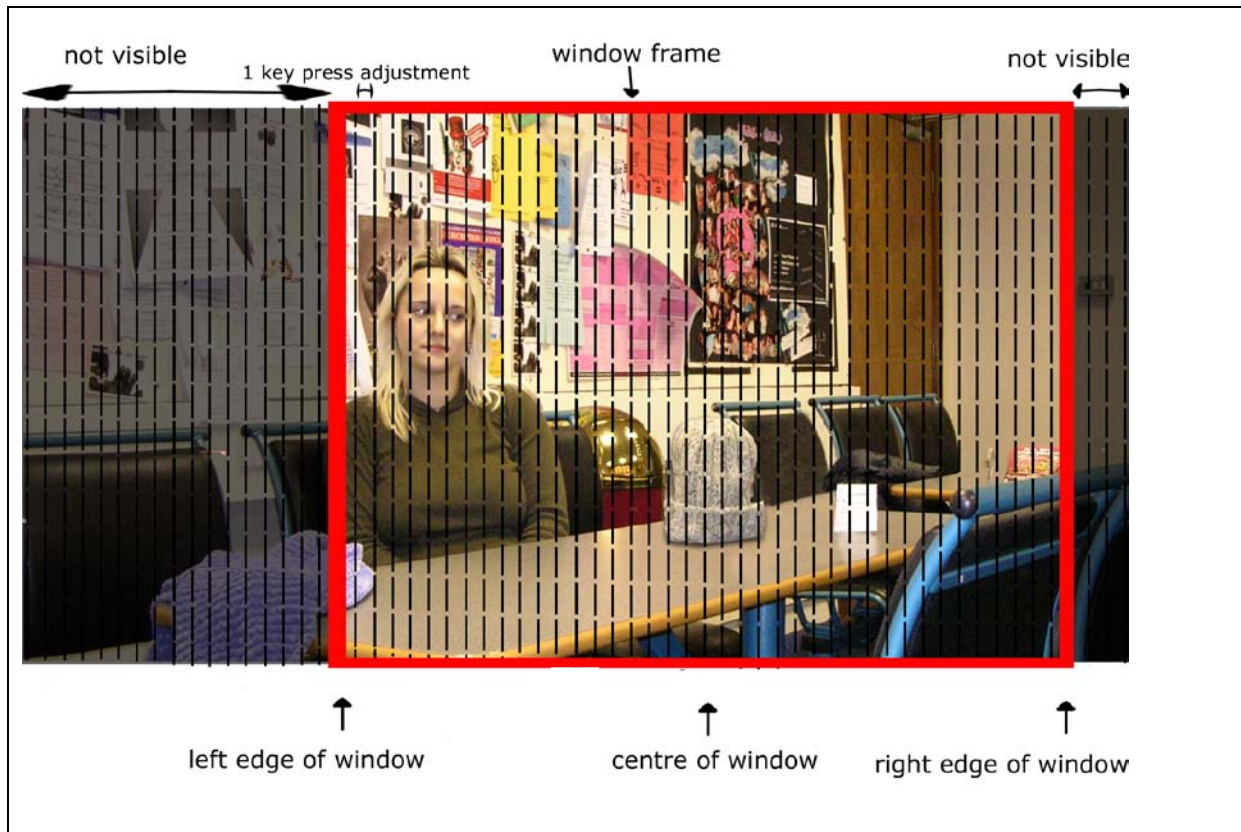 not visible
1 key press adjustment
window frame
not visible
left edge of window
centre of window
right edge of window